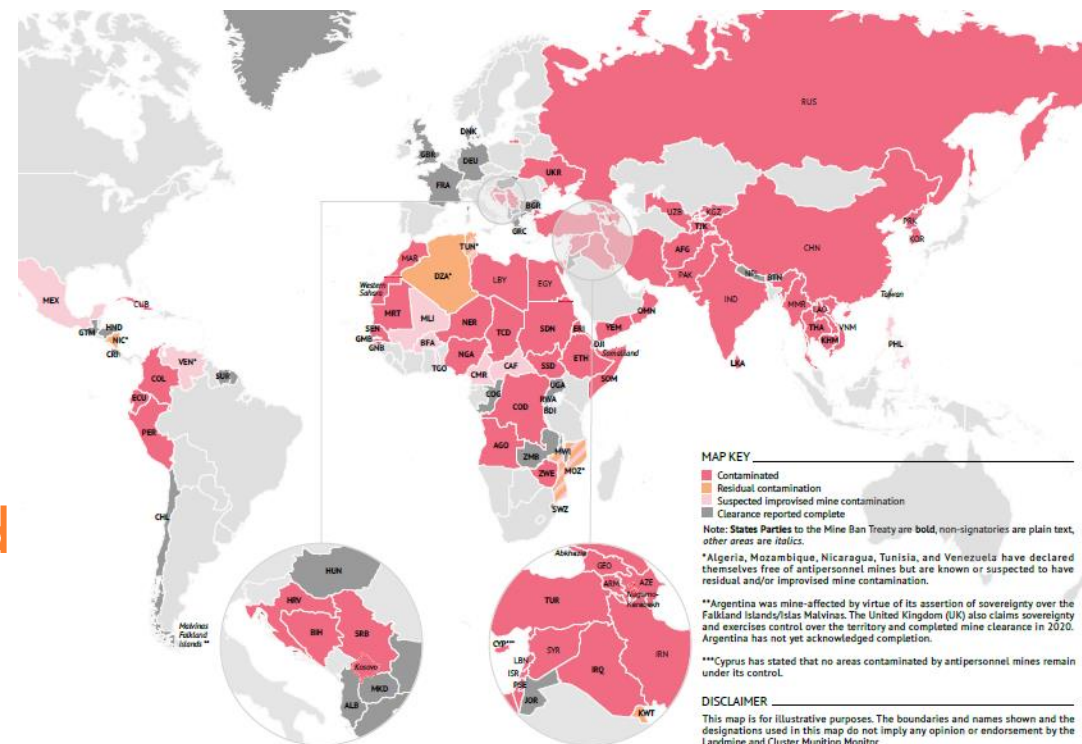 RUS
DNK
GBR
DEU
FRA
UKR
BGR
GRC
UZB
KGZ
TJK
PRK
KOR
TUN*
MAR
DZA*
LBY
EGY
AFG
CHN
PAK
NPL
BTN
IND
Western
Sahara
MEX
CUB
GTM
HND
NIC*
CRI
VEN*
SUR
COL
ECU
PER
CHL
MRT
MLI
NER
TCD
SDN
ERI
YEM
OMN
SEN
GMB
GNB
BFA
TGO
NGA
CMR
CAF
SSD
ETH
DJI
Somaliland
SOM
MMR
LAO
THA
KHM
VNM
Taiwan
PHL
LKA
COG
COD
UGA
RWA
BDI
AGO
ZMB
MWI
MOZ*
ZWE
SWZ
d
Malvinas
Falkland
Islands **
HUN
HRV
BIH
SRB
Kosovo
MKD
ALB
Abkhazia
GEO
ARM
AZE
Nagorno-
Karabakh
TUR
CYP***
SYR
LBN
ISR
PSE
JOR
IRQ
IRN
KWT
MAP KEY
Contaminated
Residual contamination
Suspected improvised mine contamination
Clearance reported complete
Note: States Parties to the Mine Ban Treaty are bold, non-signatories are plain text,
other areas are italics.
*Algeria, Mozambique, Nicaragua, Tunisia, and Venezuela have declared
themselves free of antipersonnel mines but are known or suspected to have
residual and/or improvised mine contamination.
**Argentina was mine-affected by virtue of its assertion of sovereignty over the
Falkland Islands/Islas Malvinas. The United Kingdom (UK) also claims sovereignty
and exercises control over the territory and completed mine clearance in 2020.
Argentina has not yet acknowledged completion.
***Cyprus has stated that no areas contaminated by antipersonnel mines remain
under its control.
DISCLAIMER
This map is for illustrative purposes. The boundaries and names shown and the
designations used in this map do not imply any opinion or endorsement by the
Landmine and Cluster Munition Monitor.